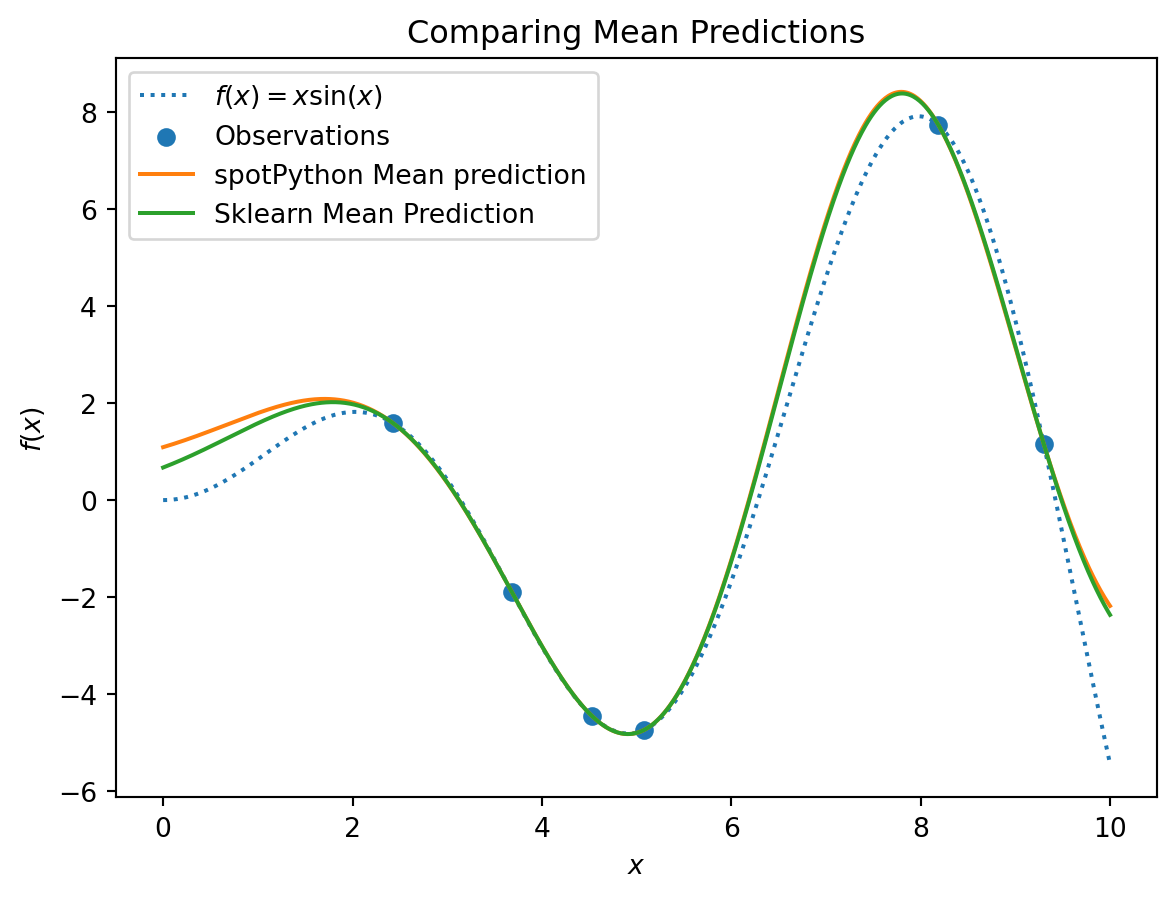 Comparing Mean Predictions
f(x) = x sin(x)
Observations
spotPython Mean prediction
Sklearn Mean Prediction
f(x)
8
6
4
2
0
−2
−4
−6
0 2 4 6 8 10
x